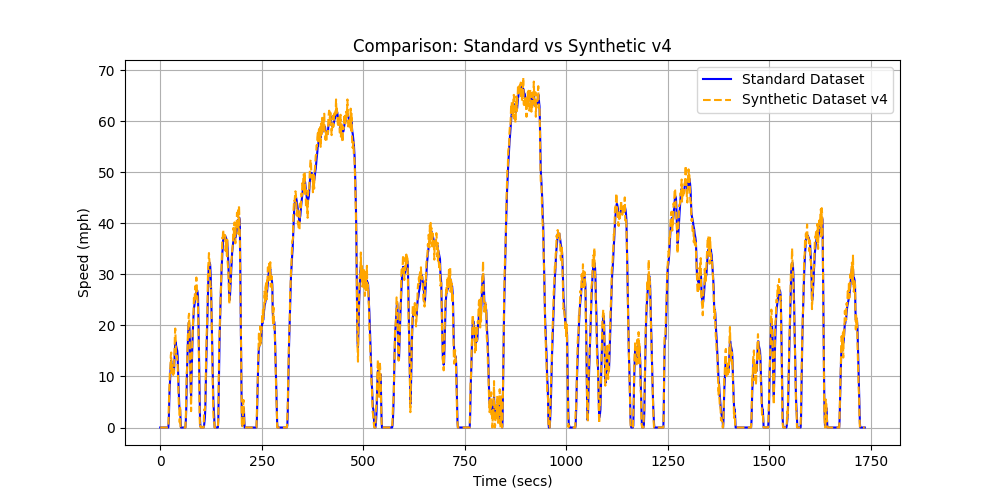 Comparison: Standard vs Synthetic v4
Standard Dataset
Synthetic Dataset v4
Speed (mph)
70
60
50
40
30
20
10
0
0 250 500 750 1000 1250 1500 1750
Time (secs)